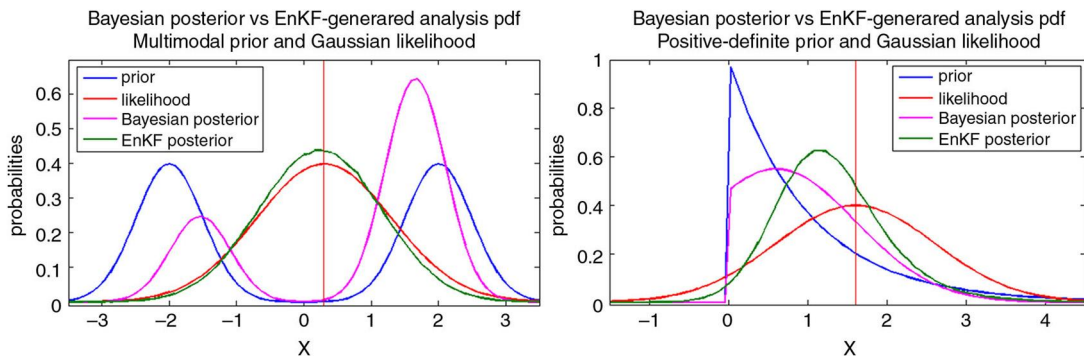 Bayesian posterior vs EnKF-generared analysis pdf
Multimodal prior and Gaussian likelihood
prior
likelihood
Bayesian posterior
EnKF posterior
probabilities
0.6
0.5
0.4
0.3
0.2
0.1
0
−3
−2
−1
0
1
2
3
X
Bayesian posterior vs EnKF-generared analysis pdf
Positive-definite prior and Gaussian likelihood
prior
likelihood
Bayesian posterior
EnKF posterior
probabilities
1
0.8
0.6
0.4
0.2
0
−1
0
1
2
3
4
X